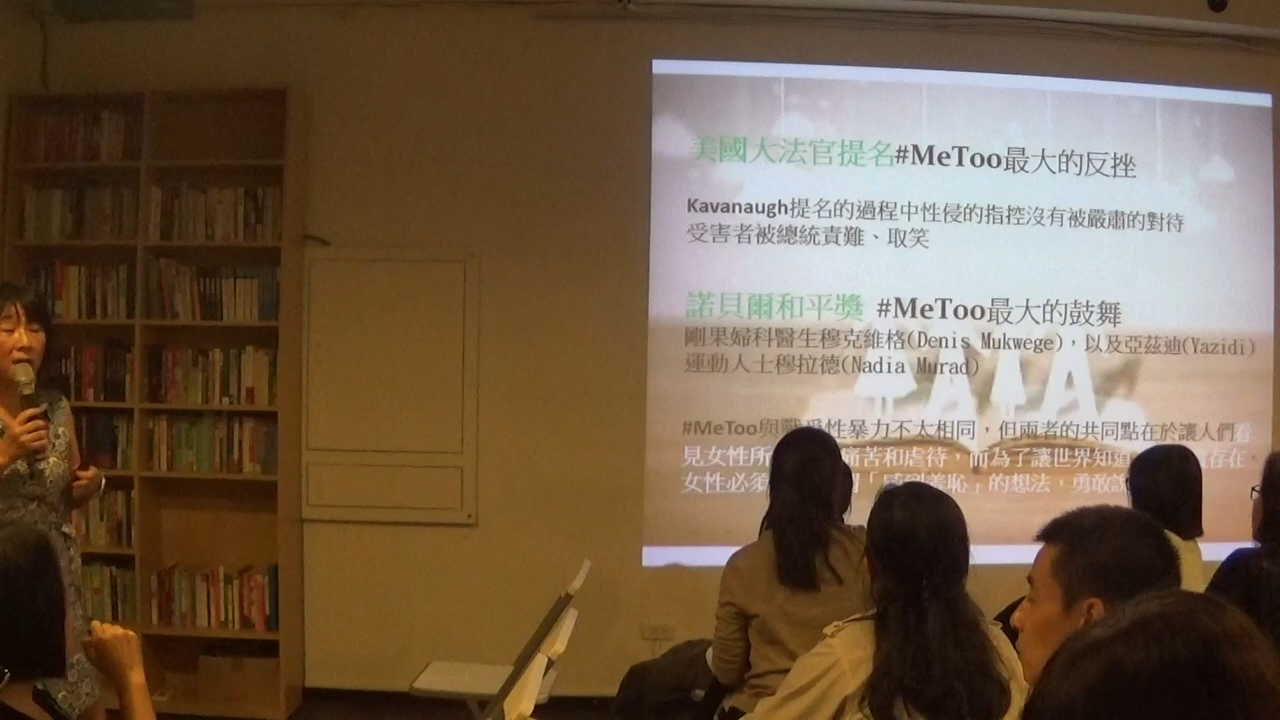 美國大法官提名#MeToo最大的反挫
Kavanaugh提名的過程中性侵的指控沒有被嚴肅的對待
受害者被總統責難、取笑
諾貝爾和平獎 #MeToo最大的鼓舞
剛果婦科醫生穆克維格(Denis Mukwege)，以及亞茲迪(Yazidi)
運動人士穆拉德(Nadia Murad)
#MeToo與戰爭性暴力不太相同，但兩者的共同點在於讓人們看
見女性所 痛苦和虐待，而為了讓世界知道 存在，
女性必須 「感到羞恥」的想法，勇敢說